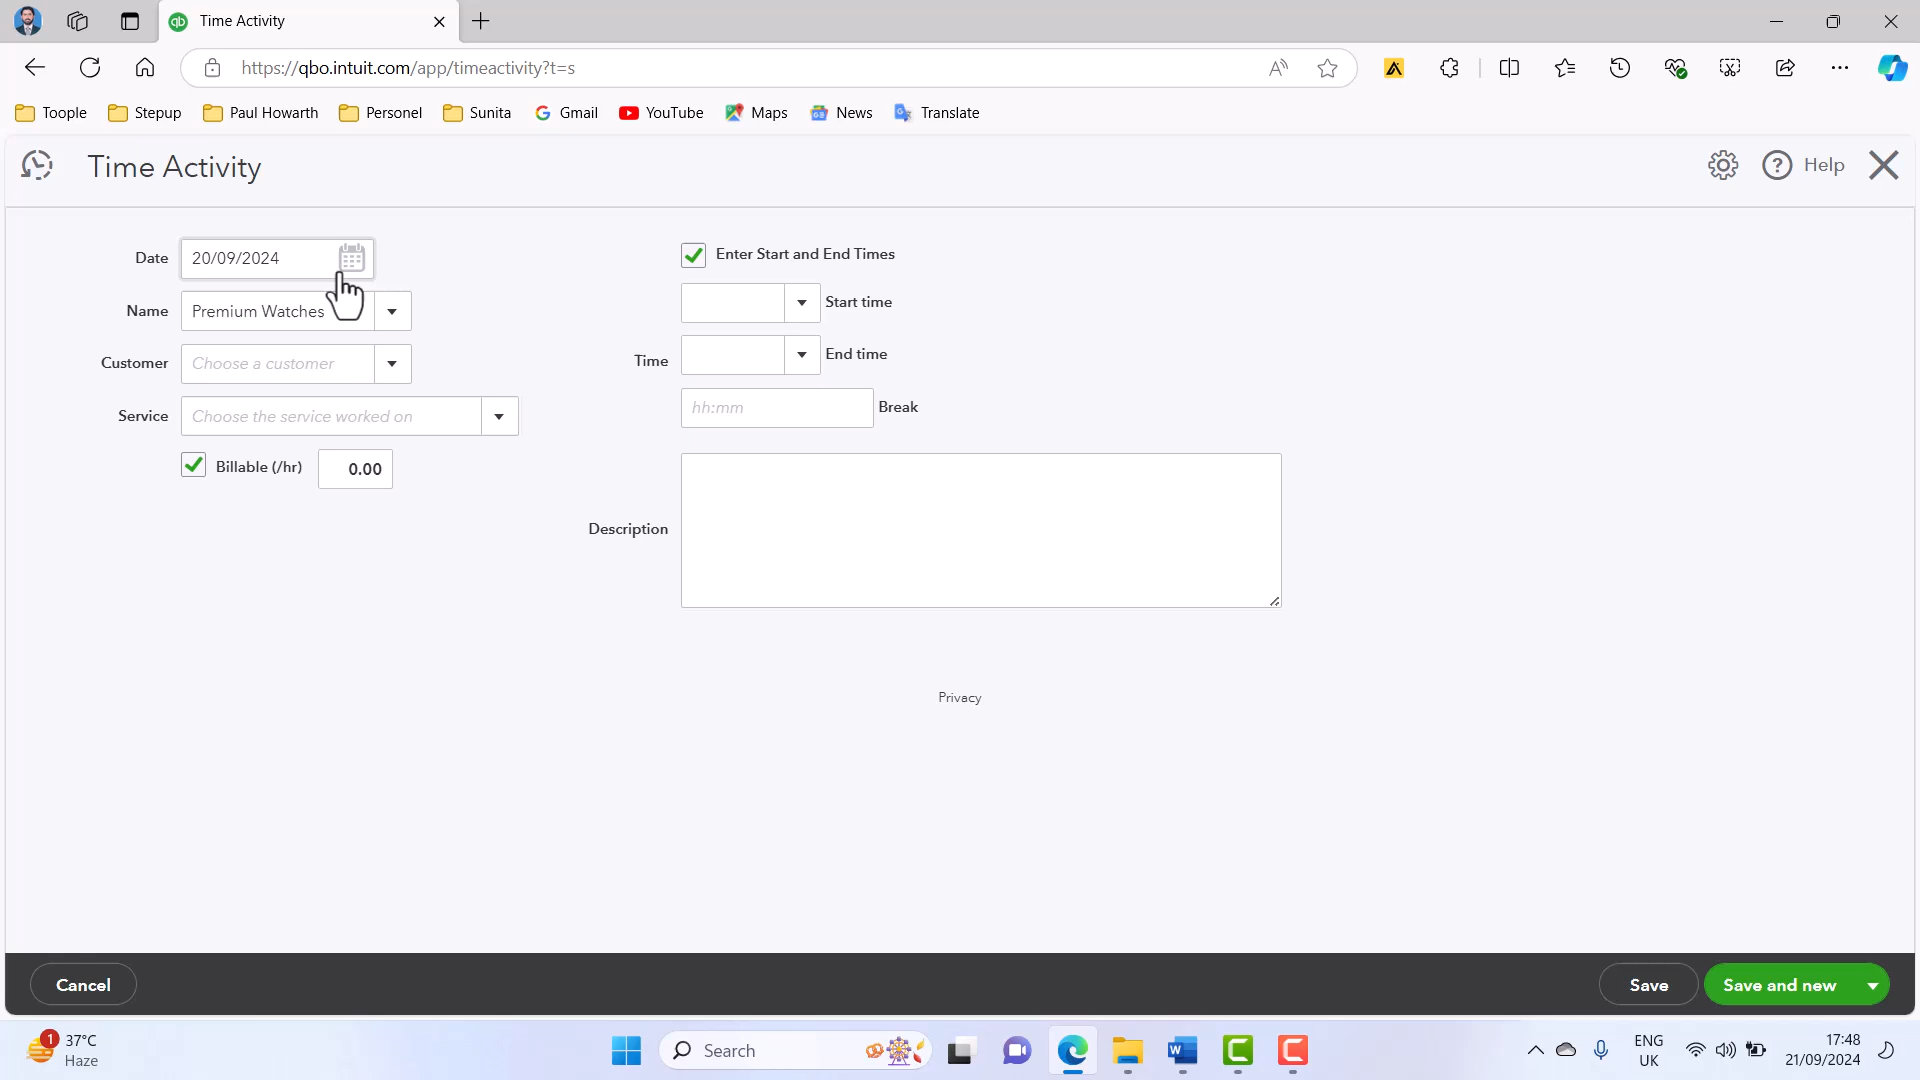 Time Activity
https://qbo.intuit.com/app/timeactivity?t=s
Toople
Stepup
Paul Howarth
Personel
Sunita
Gmail
YouTube
Maps
News
Translate
Time Activity
Help
Date
20/09/2024
Name
Premium Watches
Customer
Choose a customer
Service
Choose the service worked on
Billable (/hr)
0.00
Enter Start and End Times
Start time
Time
End time
hh:mm
Break
Description
Privacy
Cancel
Save
Save and new
1
37°C
Haze
Search
ENG
UK
17:48
21/09/2024